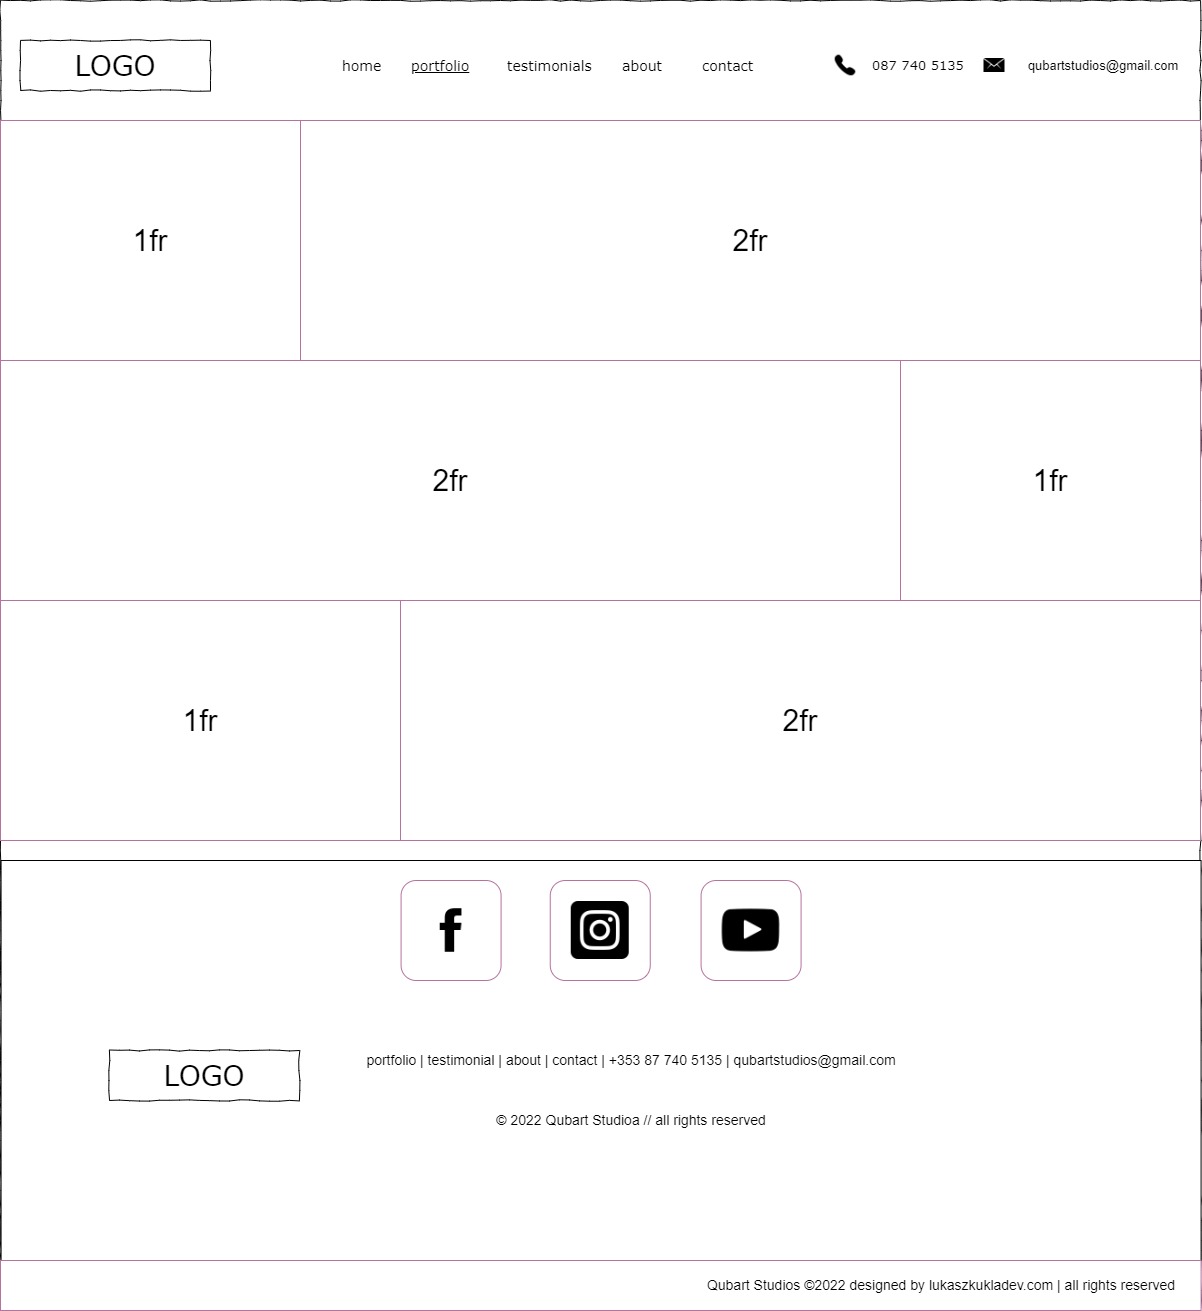 LOGO
home portfolio testimonials about contact 087 740 5135 qubartstudios@gmail.com
1fr 2fr
2fr 1fr
1fr 2fr
portfolio | testimonial | about | contact | +353 87 740 5135 | qubartstudios@gmail.com
LOGO
© 2022 Qubart Studioa // all rights reserved
Qubart Studios ©2022 designed by lukaszkukladev.com | all rights reserved